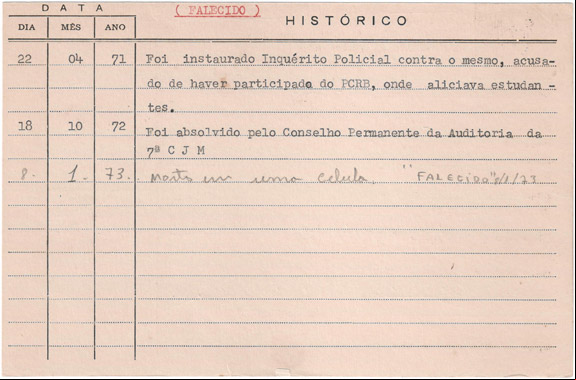 D A T A
( FALECIDO )
HISTÓRICO
DIA MÊS ANO
22 04 71 Foi instaurado Inquérito Policial contra o mesmo, acusa-
do de haver participado do PCRB, onde aliciava estudan -
tes.
18 10 72 Foi absolvido pelo Conselho Permanente da Auditoria da
7ª C J M
8. 1. 73. morto em uma celula. "FALECIDO" 8/1/73